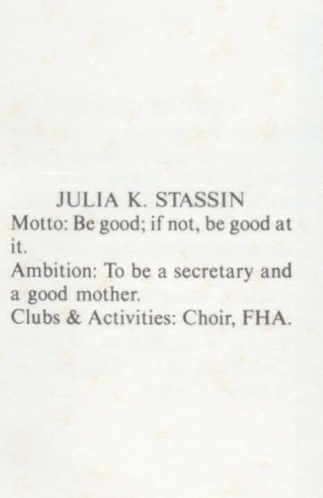 JULIA K. STASSIN
Motto: Be good; if not, be good at
it.
Ambition: To be a secretary and
a good mother.
Clubs & Activities: Choir, FHA.